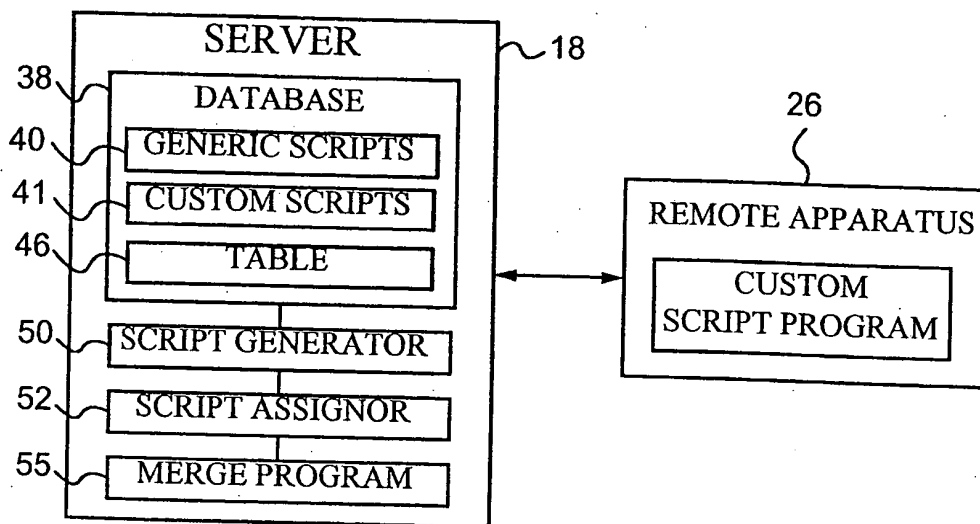 SERVER
18
38
DATABASE
40
GENERIC SCRIPTS
41
CUSTOM SCRIPTS
46
TABLE
50
SCRIPT GENERATOR
52
SCRIPT ASSIGNOR
55
MERGE PROGRAM
26
REMOTE APPARATUS
CUSTOM
SCRIPT PROGRAM